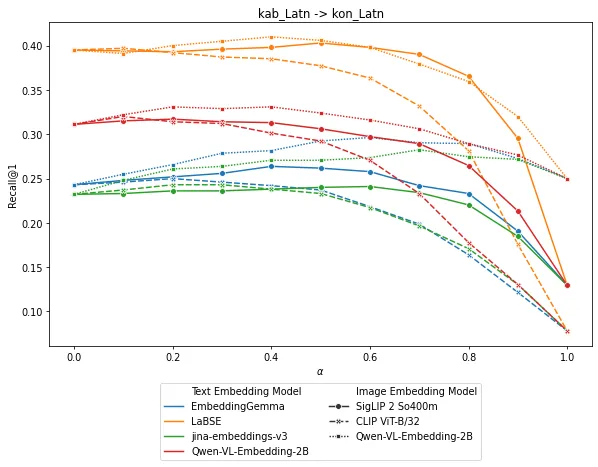 kab_Latn -> kon_Latn
Recall@1
0.40
0.35
0.30
0.25
0.20
0.15
0.10
0.0 0.2 0.4 0.6 0.8 1.0
α
Text Embedding Model
EmbeddingGemma
LaBSE
jina-embeddings-v3
Qwen-VL-Embedding-2B
Image Embedding Model
SigLIP 2 So400m
CLIP ViT-B/32
Qwen-VL-Embedding-2B